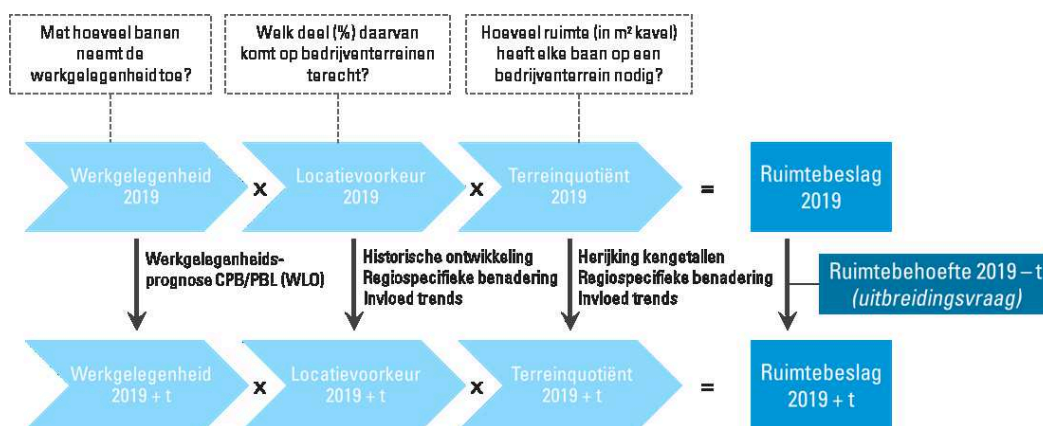 Met hoeveel banen
neemt de
werkgelegenheid toe?
Welk deel (%) daarvan
komt op bedrijventerreinen
terecht?
Hoeveel ruimte (in m² kavel)
heeft elke baan op een
bedrijventerrein nodig?
Werkgelegenheid
2019
x
Locatievoorkeur
2019
x
Terreinquotiënt
2019
=
Ruimtebeslag
2019
Werkgelegenheids-
prognose CPB/PBL (WLO)
Historische ontwikkeling
Regiospecifieke benadering
Invloed trends
Herijking kengetallen
Regiospecifieke benadering
Invloed trends
Ruimtebehoefte 2019 – t
(uitbreidingsvraag)
Werkgelegenheid
2019 + t
x
Locatievoorkeur
2019 + t
x
Terreinquotiënt
2019 + t
=
Ruimtebeslag
2019 + t